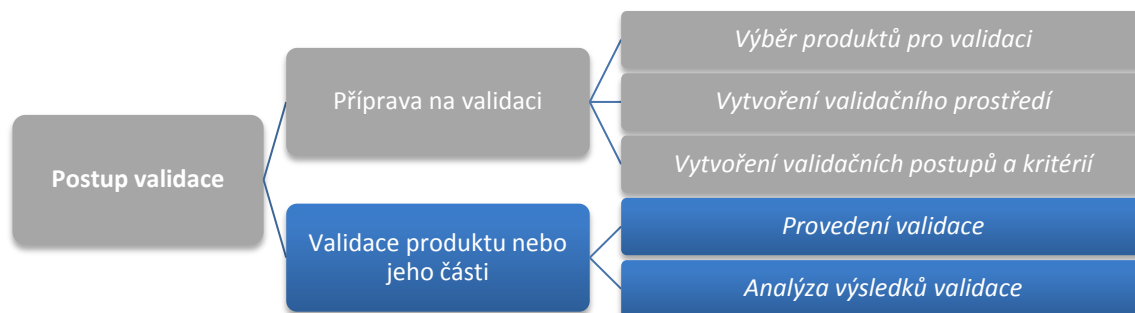 Postup validace
Příprava na validaci
Výběr produktů pro validaci
Vytvoření validačního prostředí
Vytvoření validačních postupů a kritérií
Validace produktu nebo
jeho části
Provedení validace
Analýza výsledků validace